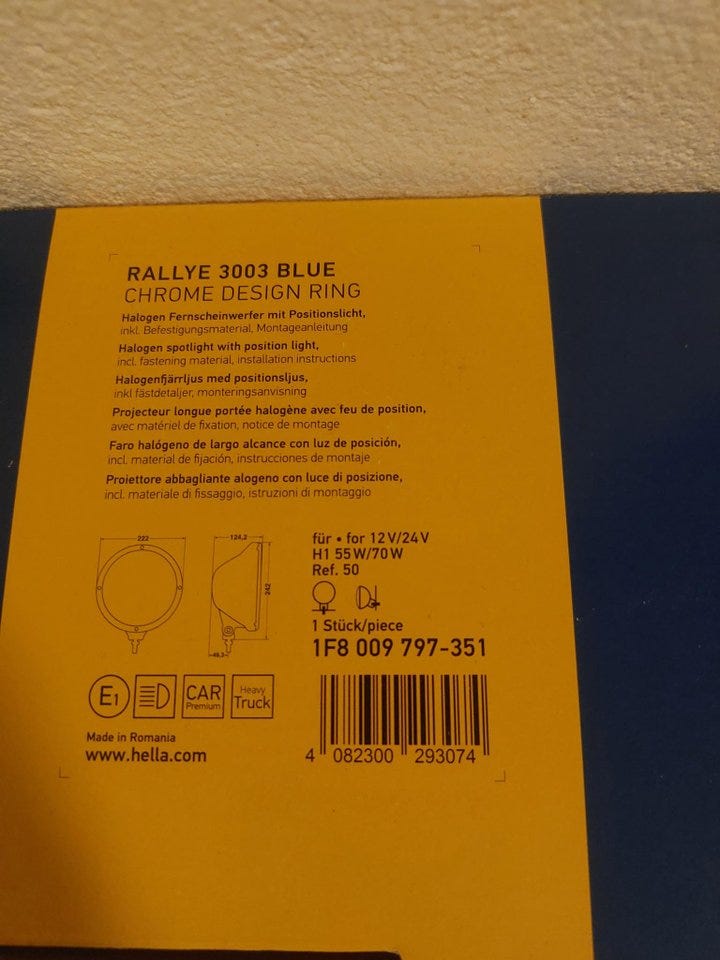 RALLYE 3003 BLUE
CHROME DESIGN RING
Halogen Fernscheinwerfer mit Positionslicht,
inkl. Befestigungsmaterial, Montageanleitung
Halogen spotlight with position light,
incl. fastening material, installation instructions
Halogenfjärrljus med positionsljus,
inkl fästdetaljer, monteringsanvisning
Projecteur longue portée halogène avec feu de position,
avec matériel de fixation, notice de montage
Faro halógeno de largo alcance con luz de posición,
incl. material de fijación, instrucciones de montaje
Proiettore abbagliante alogeno con luce di posizione,
incl. materiale di fissaggio, istruzioni di montaggio
222
124,2
242
für • for 12V/24V
H1 55W/70W
Ref. 50
1 Stück/piece
1F8 009 797-351
E1
CAR
Premium
Heavy
Truck
Made in Romania
www.hella.com
4 082300 293074